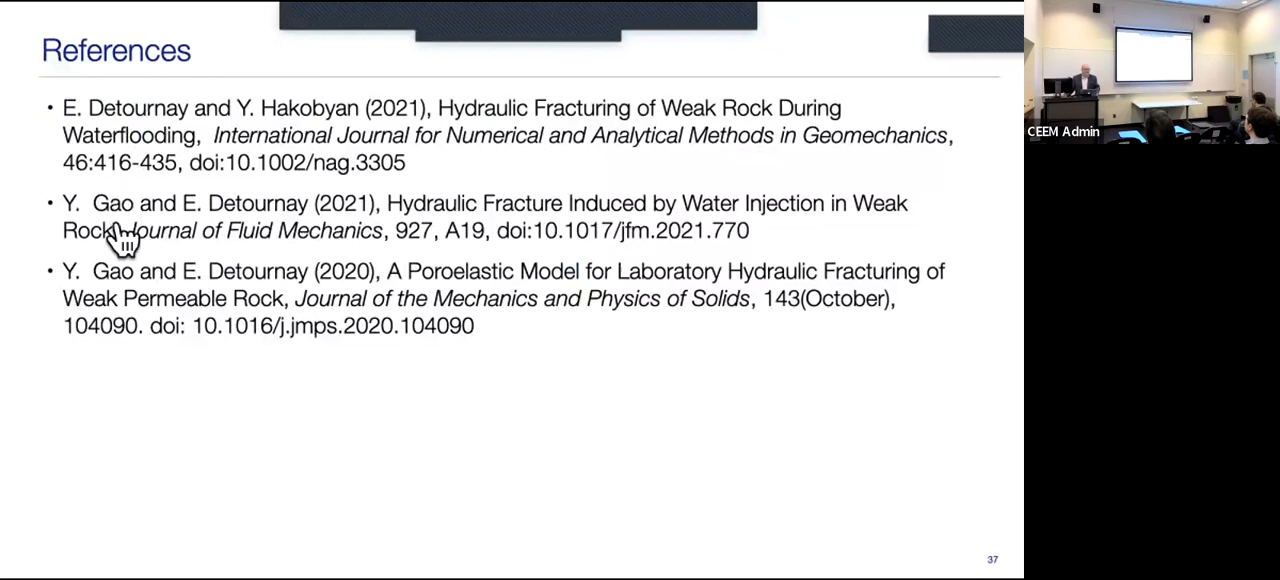 References
• E. Detournay and Y. Hakobyan (2021), Hydraulic Fracturing of Weak Rock During
Waterflooding, International Journal for Numerical and Analytical Methods in Geomechanics,
46:416-435, doi:10.1002/nag.3305
• Y. Gao and E. Detournay (2021), Hydraulic Fracture Induced by Water Injection in Weak
Rock, Journal of Fluid Mechanics, 927, A19, doi:10.1017/jfm.2021.770
• Y. Gao and E. Detournay (2020), A Poroelastic Model for Laboratory Hydraulic Fracturing of
Weak Permeable Rock, Journal of the Mechanics and Physics of Solids, 143(October),
104090. doi: 10.1016/j.jmps.2020.104090
37
CEEM Admin